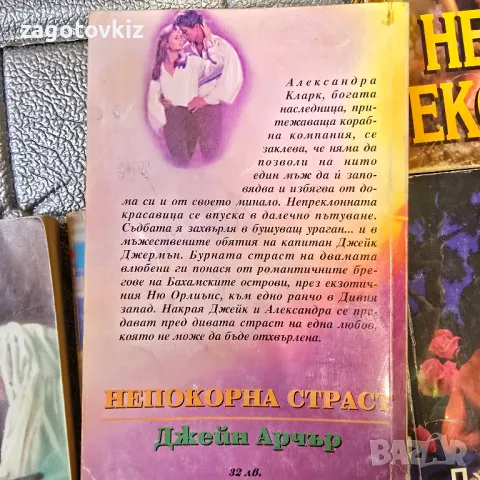 zagotovkiz
НЕ
ЕКС
Александра
Кларк, богата
наследница, при-
тежаваща кораб-
на компания, се
заклева, че няма да
позволи на нито
един мъж да ѝ запо-
вядва и избягва от до-
ма си и от своето минало. Непреклонната
красавица се впуска в далечно пътуване.
Съдбата я захвърля в бушуващ ураган... и в
мъжествените обятия на капитан Джейк
Джермън. Бурната страст на двамата
влюбени ги понася от романтичните бре-
гове на Бахамските острови, през екзотич-
ния Ню Орлиънс, към едно ранчо в Дивия
запад. Накрая Джейк и Александра се пре-
дават пред дивата страст на една любов,
която не може да бъде отхвърлена.
НЕПОКОРНА СТРАСТ
Джейн Арчър
32 лв.
BAZAR